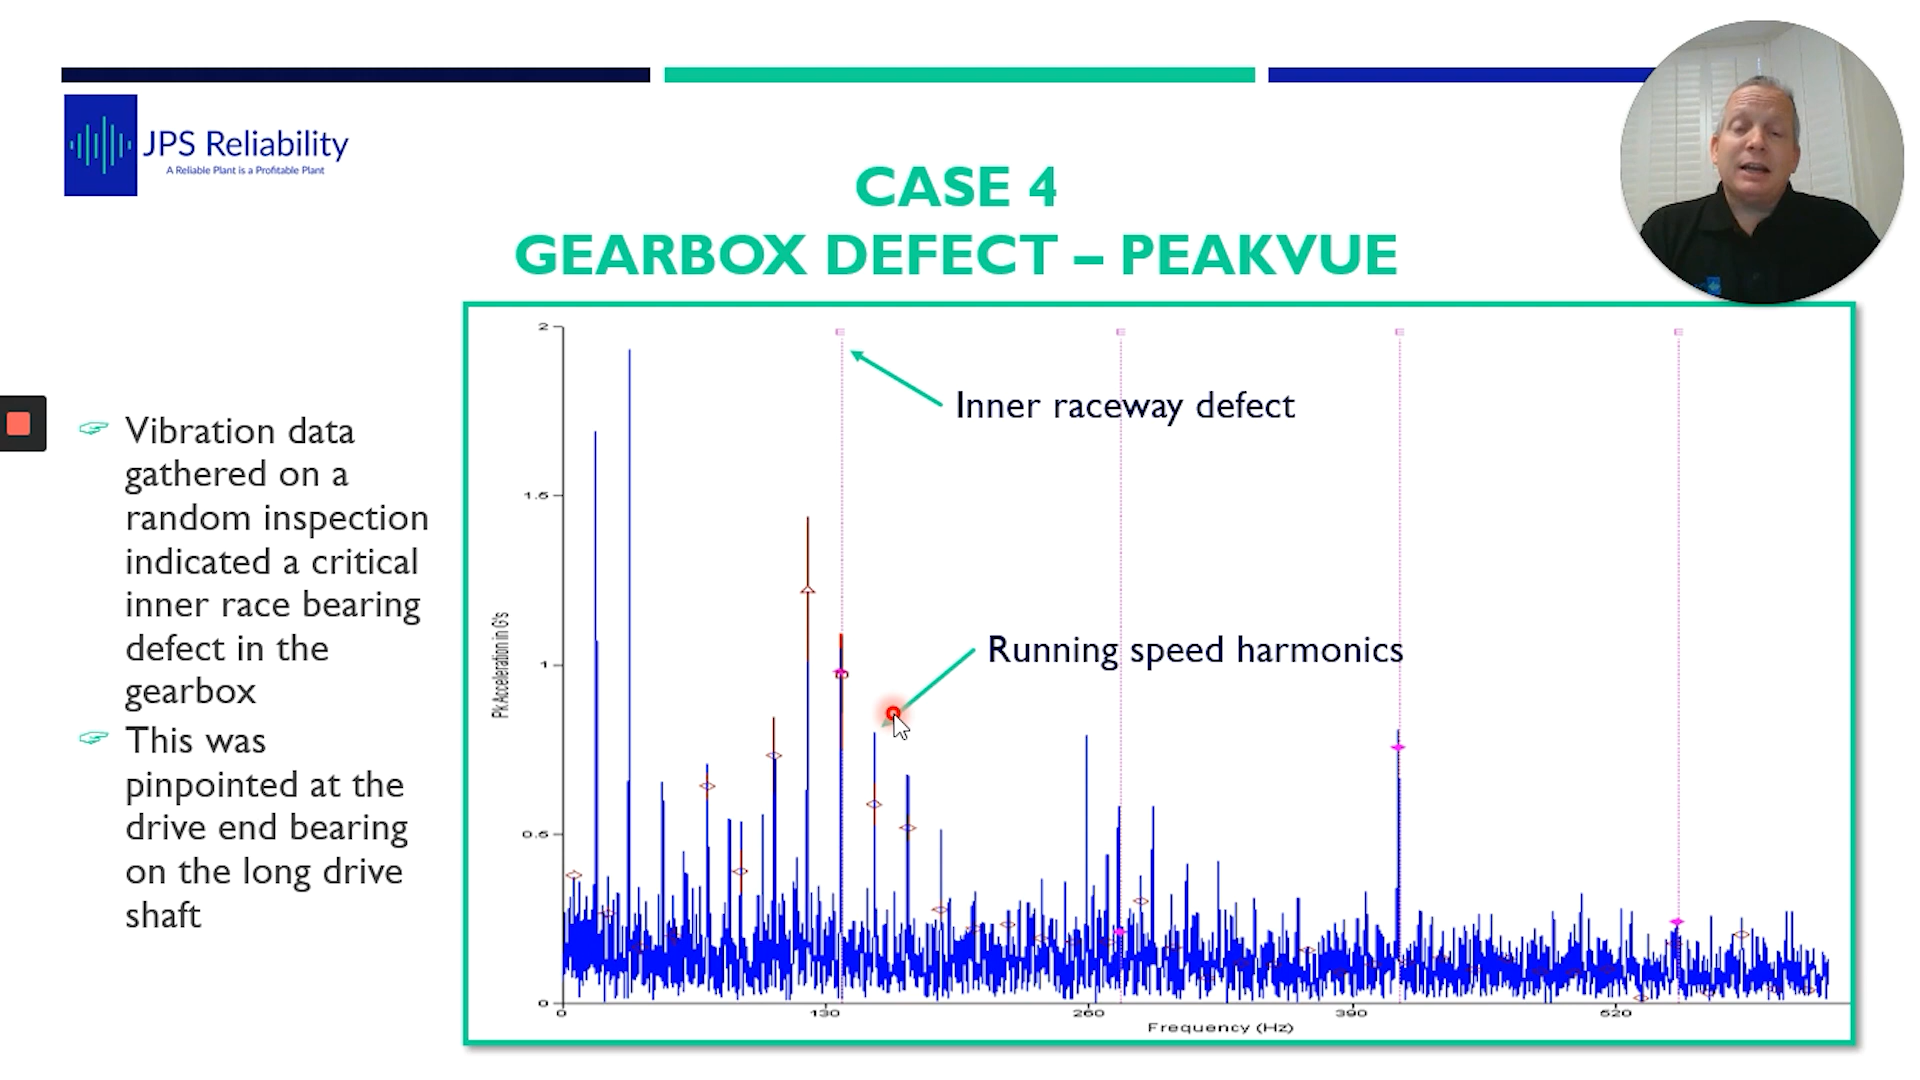 JPS Reliability
A Reliable Plant is a Profitable Plant
CASE 4
GEARBOX DEFECT – PEAKVUE
Vibration data
gathered on a
random inspection
indicated a critical
inner race bearing
defect in the
gearbox
This was
pinpointed at the
drive end bearing
on the long drive
shaft
E E E E
Inner raceway defect
Running speed harmonics
Pk Acceleration in G's
2
1.5
1
0.5
0
0 130 260 390 520
Frequency (Hz)